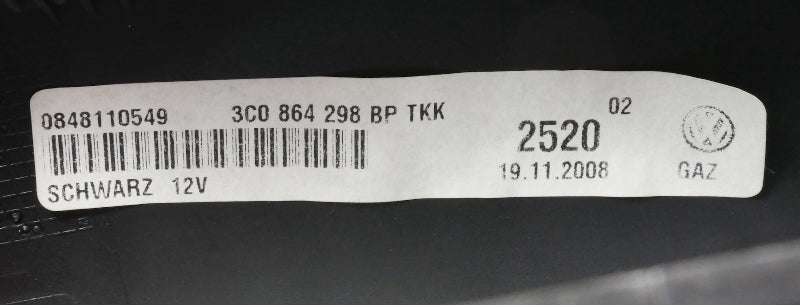 0848110549 3C0 864 298 BP TKK
SCHWARZ 12V
02
2520
19.11.2008
GAZ